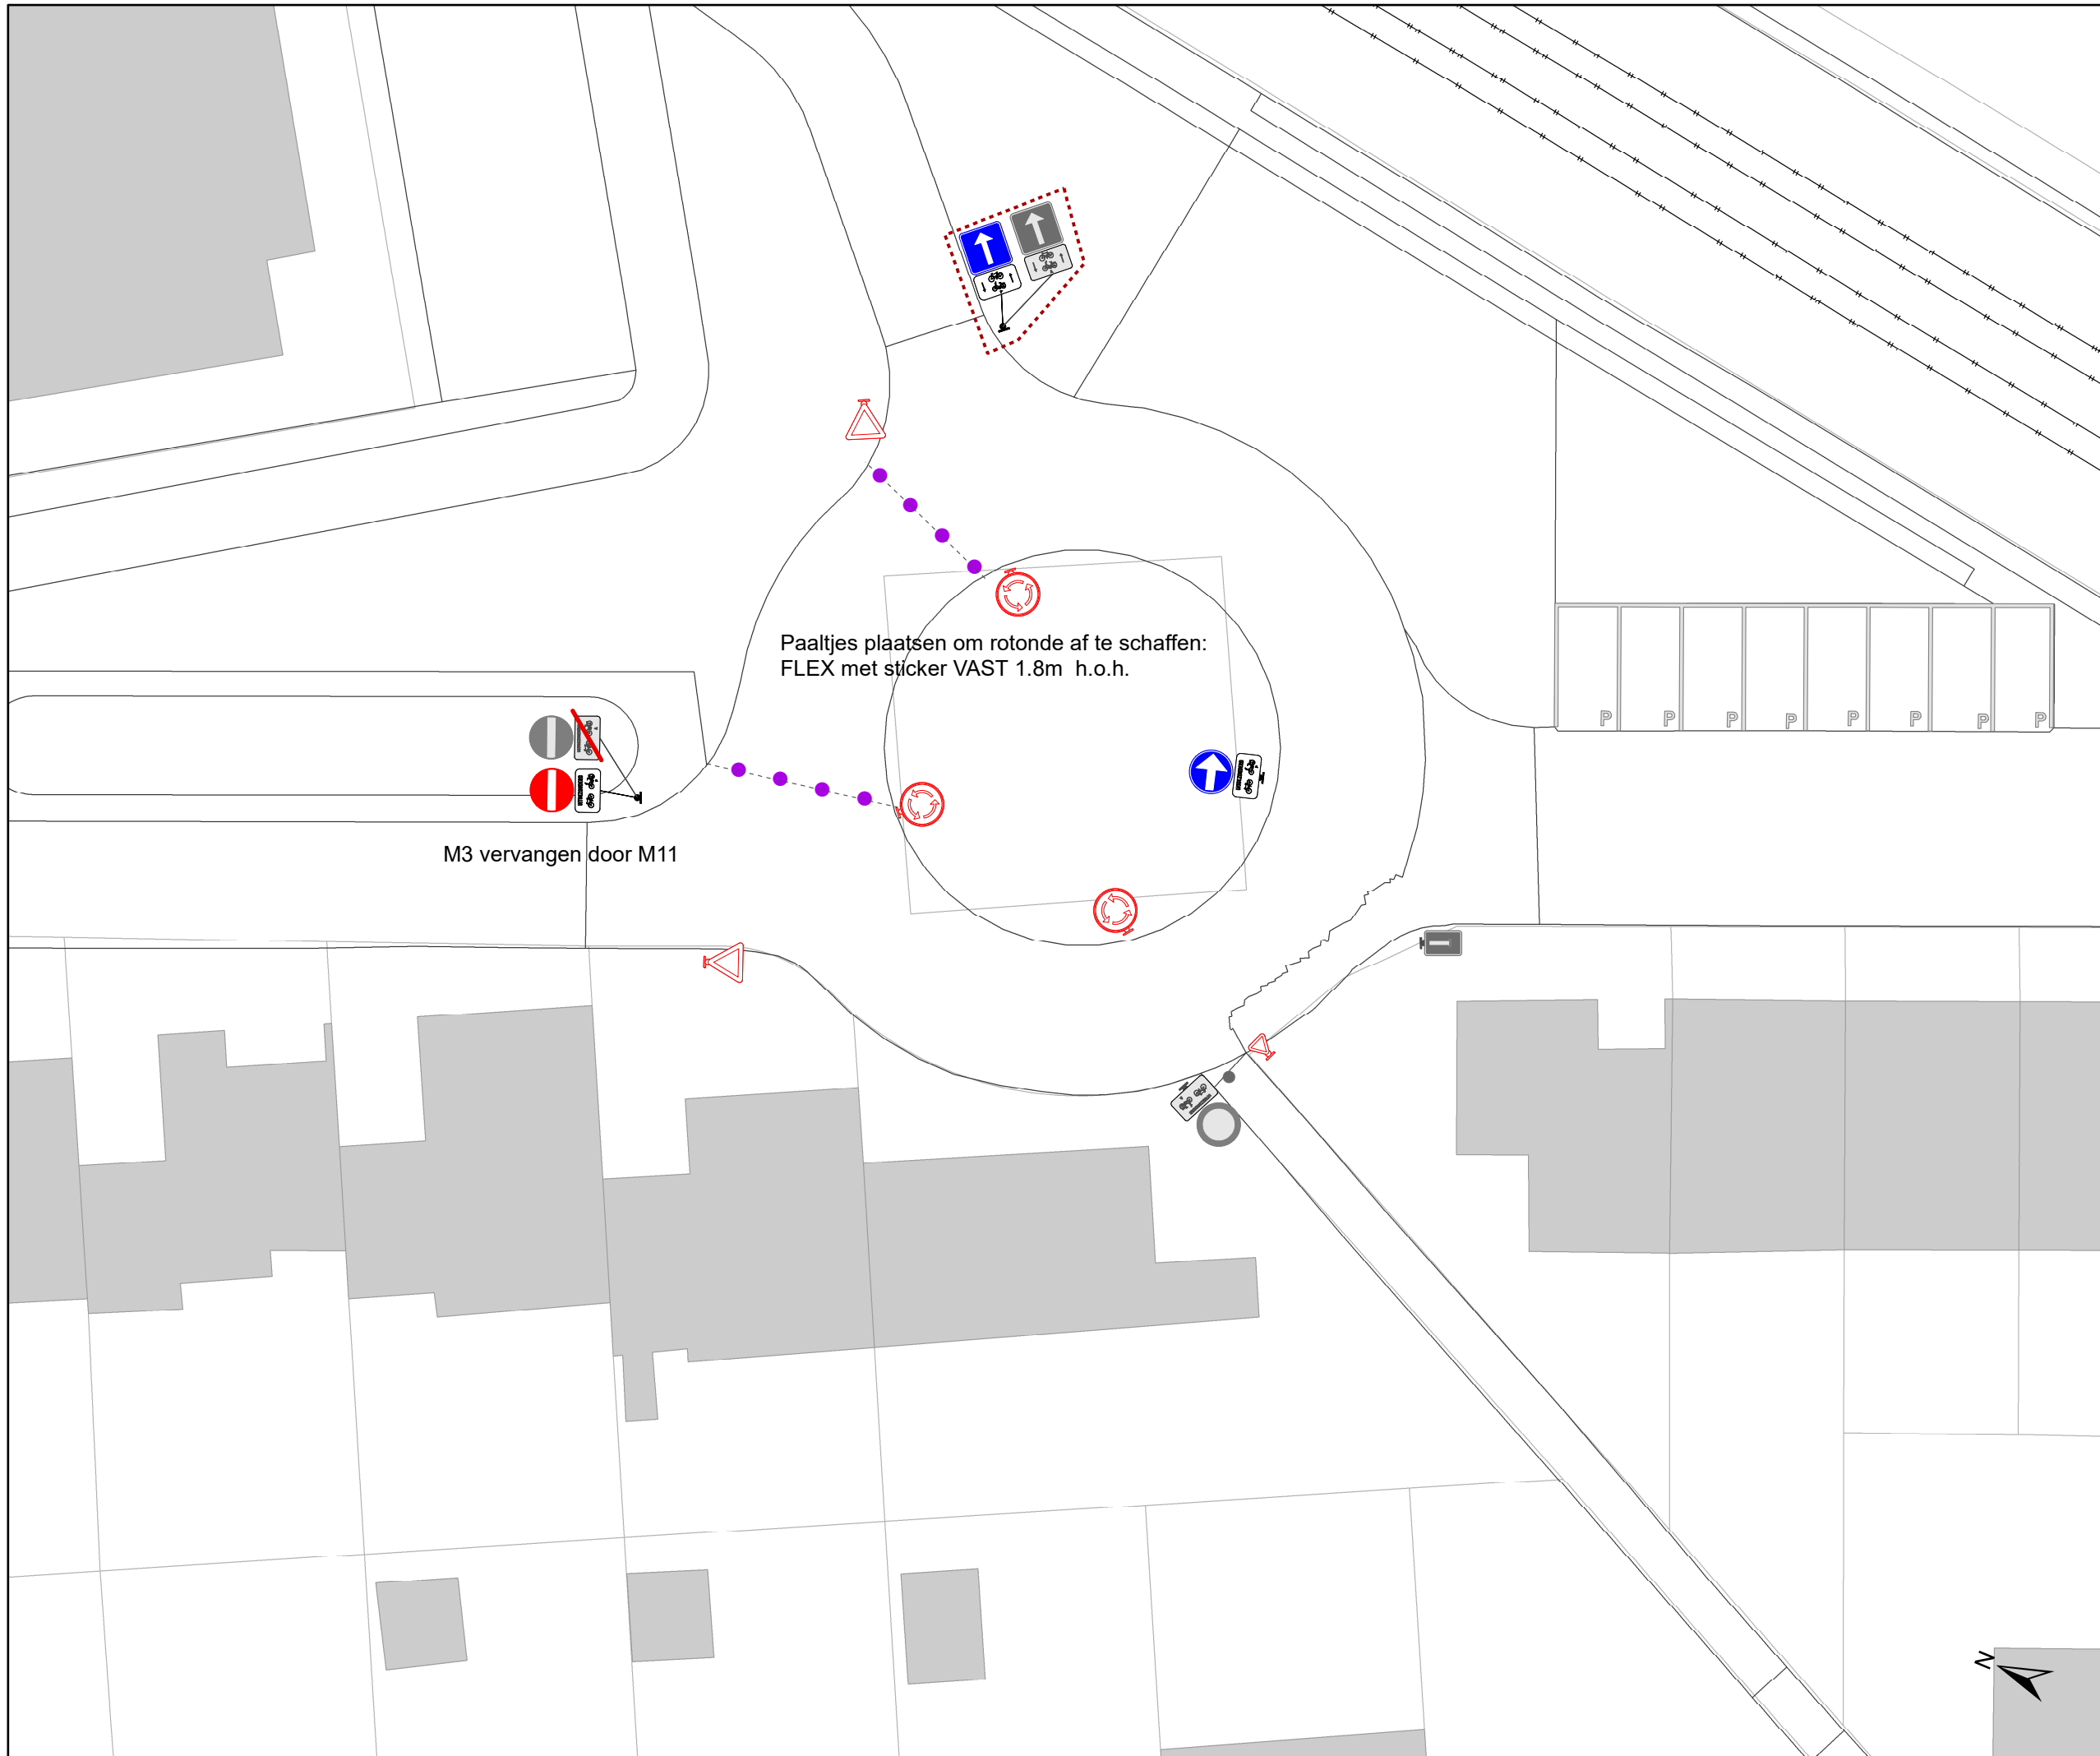 Paaltjes plaatsen om rotonde af te schaffen:
FLEX met sticker VAST 1.8m h.o.h.
P P P P P P P P
M3 vervangen door M11
N